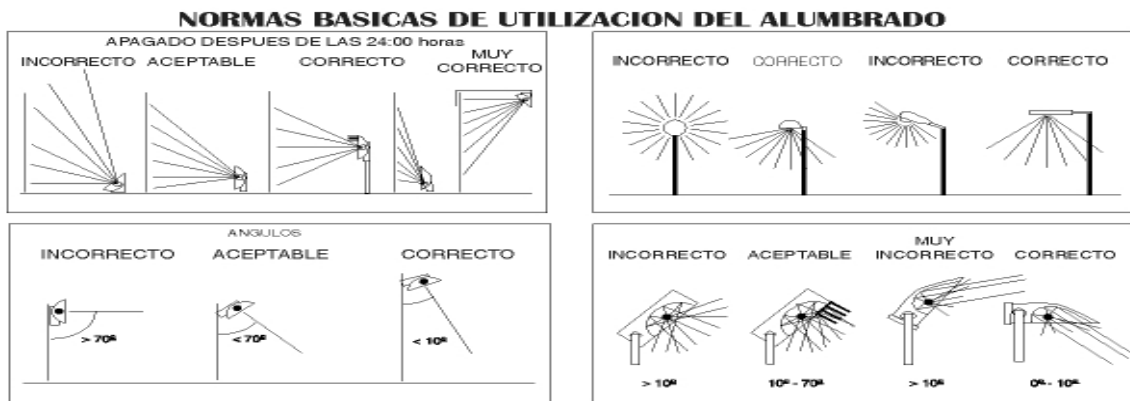 NORMAS BASICAS DE UTILIZACION DEL ALUMBRADO
APAGADO DESPUES DE LAS 24:00 horas
INCORRECTO ACEPTABLE CORRECTO MUY CORRECTO
INCORRECTO CORRECTO INCORRECTO CORRECTO
ANGULOS
INCORRECTO ACEPTABLE CORRECTO
> 70º < 70º < 10º
INCORRECTO ACEPTABLE MUY INCORRECTO CORRECTO
> 10º 10º - 70º > 10º 0º - 10º